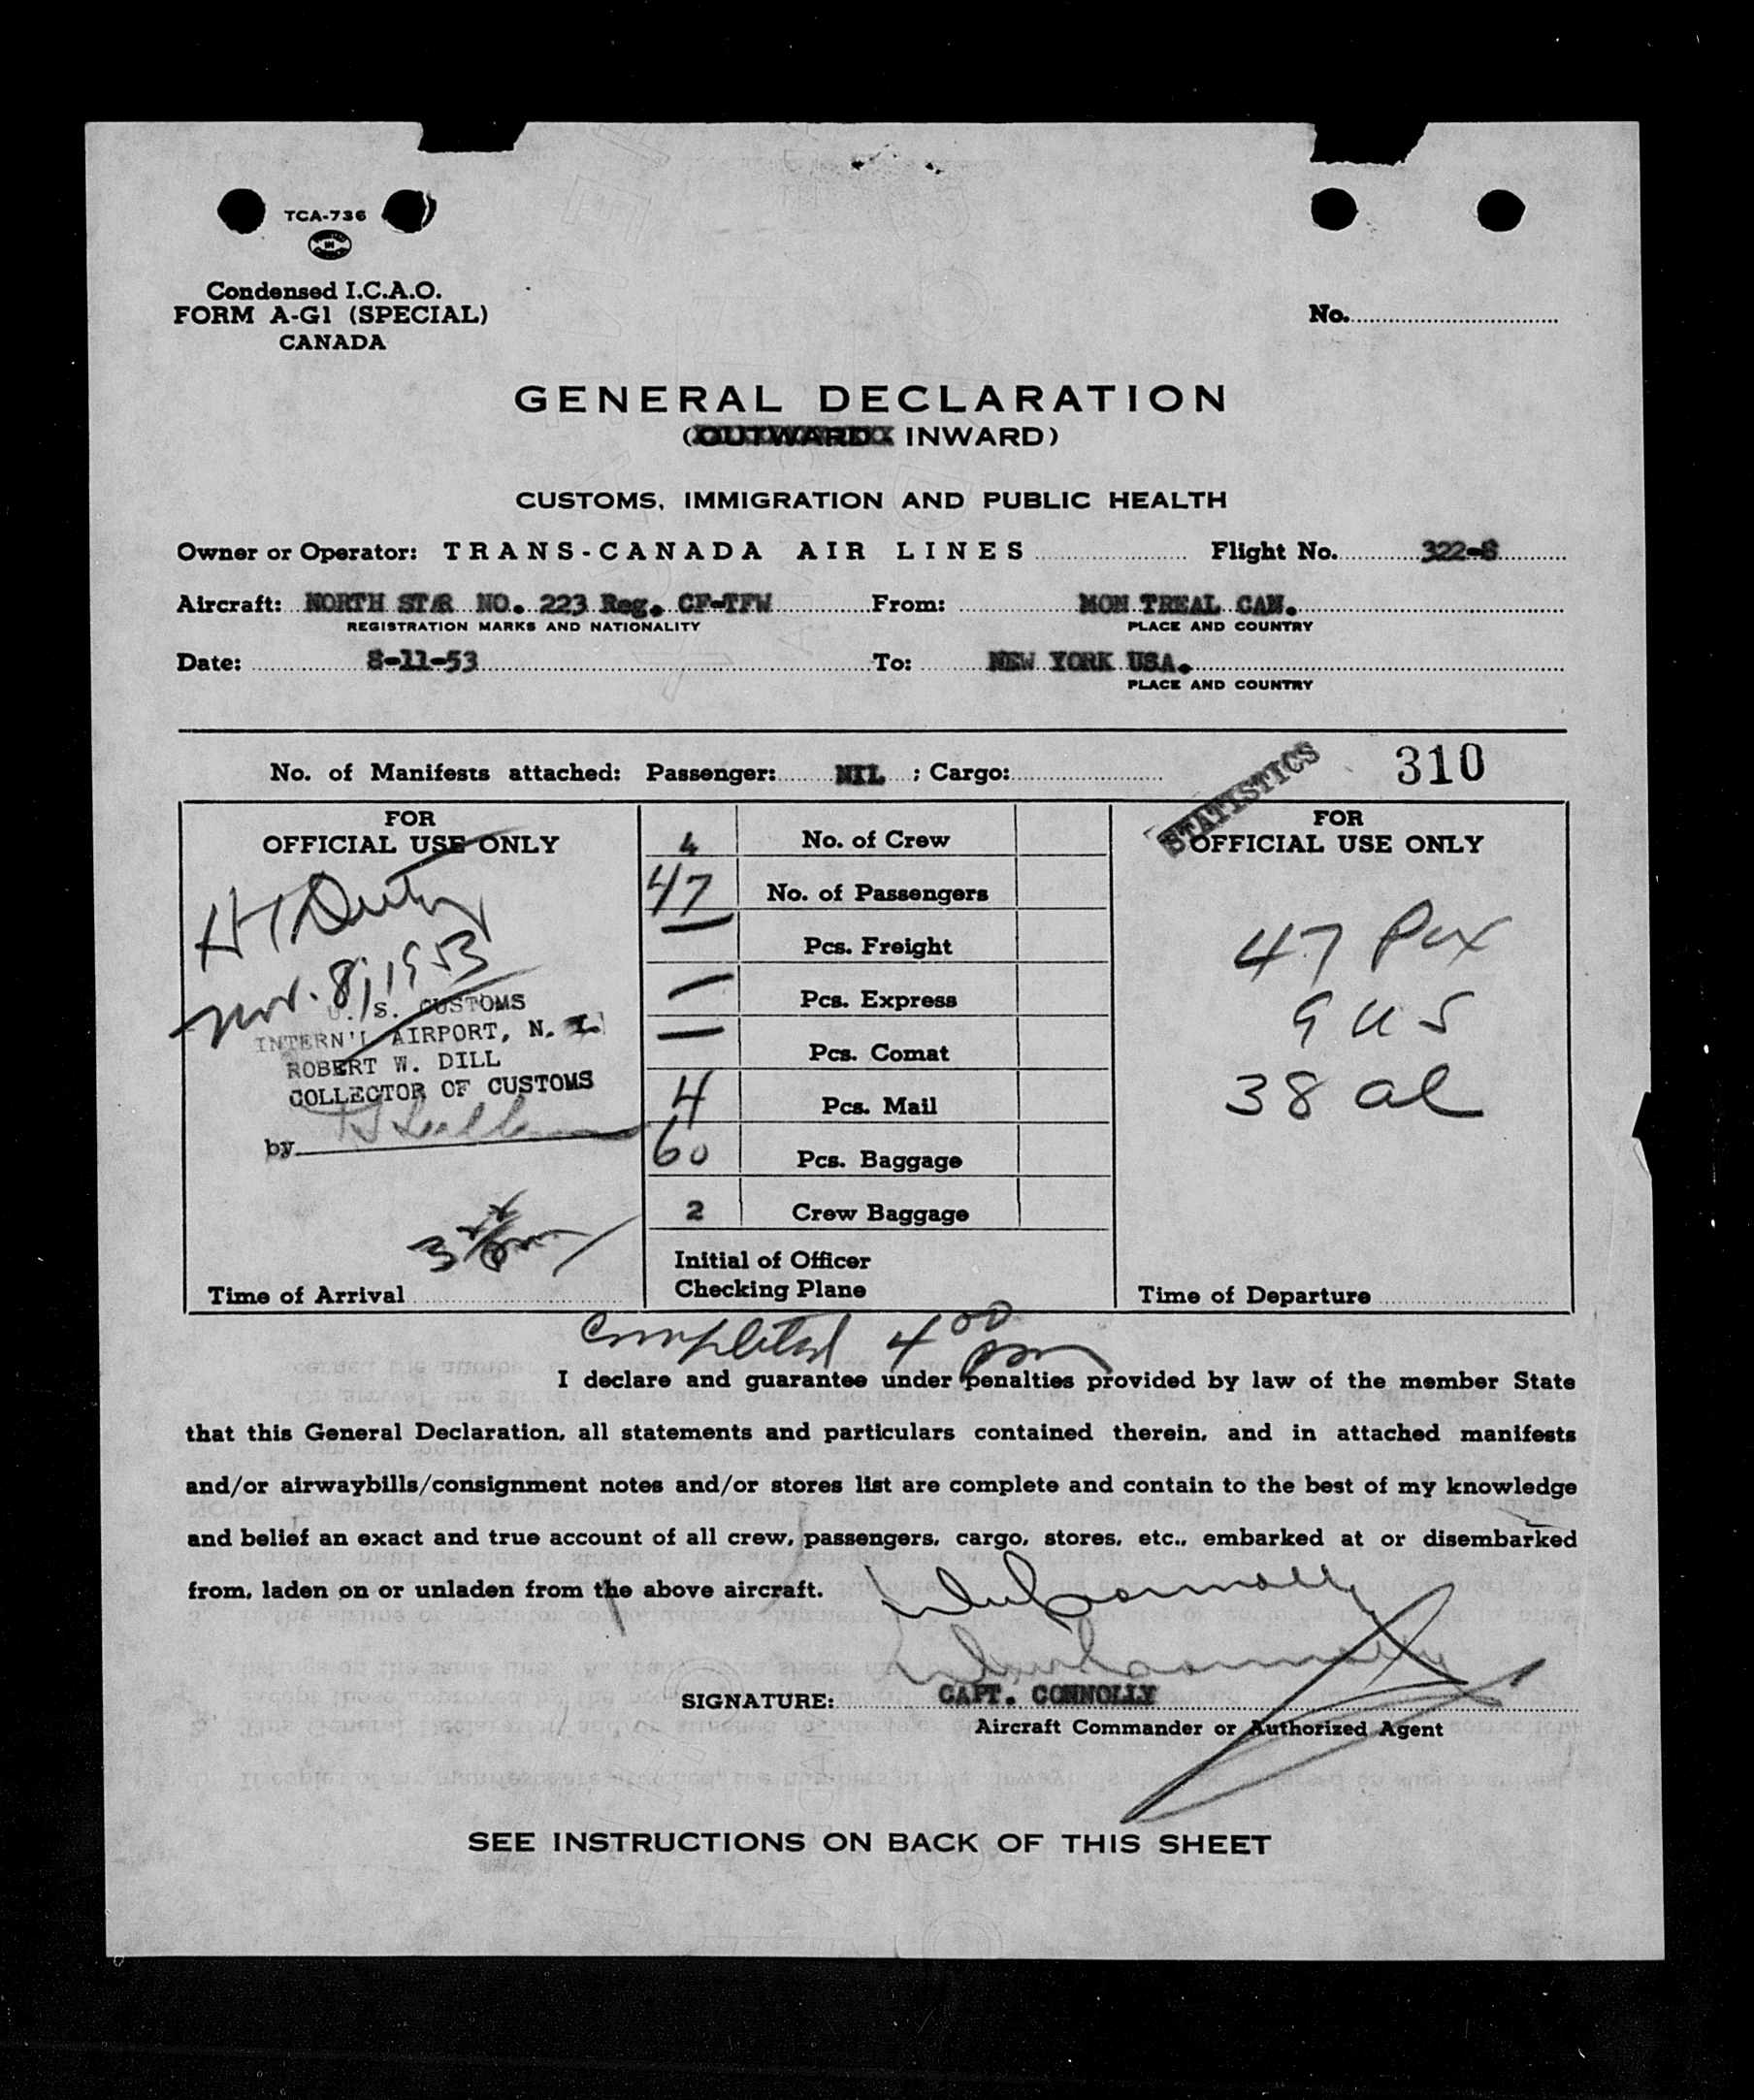 TCA-736
Condensed I.C.A.O.
FORM A-G1 (SPECIAL)
CANADA
No.
GENERAL DECLARATION
(OUTWARD INWARD)
CUSTOMS, IMMIGRATION AND PUBLIC HEALTH
Owner or Operator: TRANS-CANADA AIR LINES Flight No. 322-8
Aircraft: NORTH STAR NO. 223 Reg. CF-TFW From: MON TREAL CAN.
REGISTRATION MARKS AND NATIONALITY PLACE AND COUNTRY
Date: 8-11-53 To: NEW YORK USA.
PLACE AND COUNTRY
No. of Manifests attached: Passenger: NIL ; Cargo:
STATISTICS
310
FOR
OFFICIAL USE ONLY
Nov. 8, 1953
U. S. CUSTOMS
INTERN'L AIRPORT, N.
ROBERT W. DILL
COLLECTOR OF CUSTOMS
by
Time of Arrival
4 No. of Crew
47 No. of Passengers
— Pcs. Freight
— Pcs. Express
— Pcs. Comat
4 Pcs. Mail
60 Pcs. Baggage
2 Crew Baggage
Initial of Officer
Checking Plane
FOR
OFFICIAL USE ONLY
47 Pax
9 US
38 al
Time of Departure
Completed 4 00 pm
I declare and guarantee under penalties provided by law of the member State
that this General Declaration, all statements and particulars contained therein, and in attached manifests
and/or airwaybills/consignment notes and/or stores list are complete and contain to the best of my knowledge
and belief an exact and true account of all crew, passengers, cargo, stores, etc., embarked at or disembarked
from, laden on or unladen from the above aircraft.
SIGNATURE: CAPT. CONNOLLY
Aircraft Commander or Authorized Agent
SEE INSTRUCTIONS ON BACK OF THIS SHEET